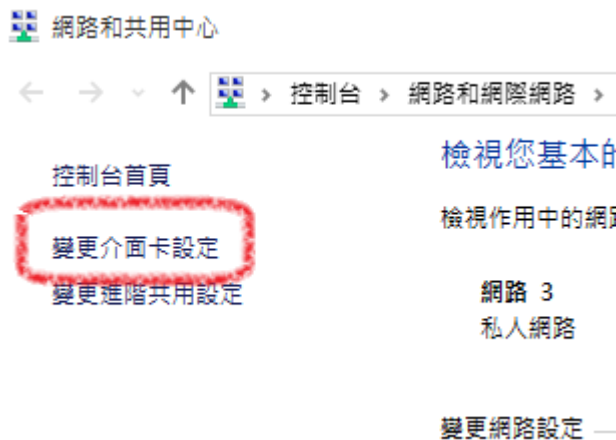 網路和共用中心
控制台 > 網路和網際網路 >
控制台首頁
變更介面卡設定
變更進階共用設定
檢視您基本的
檢視作用中的網
網路 3
私人網路
變更網路設定